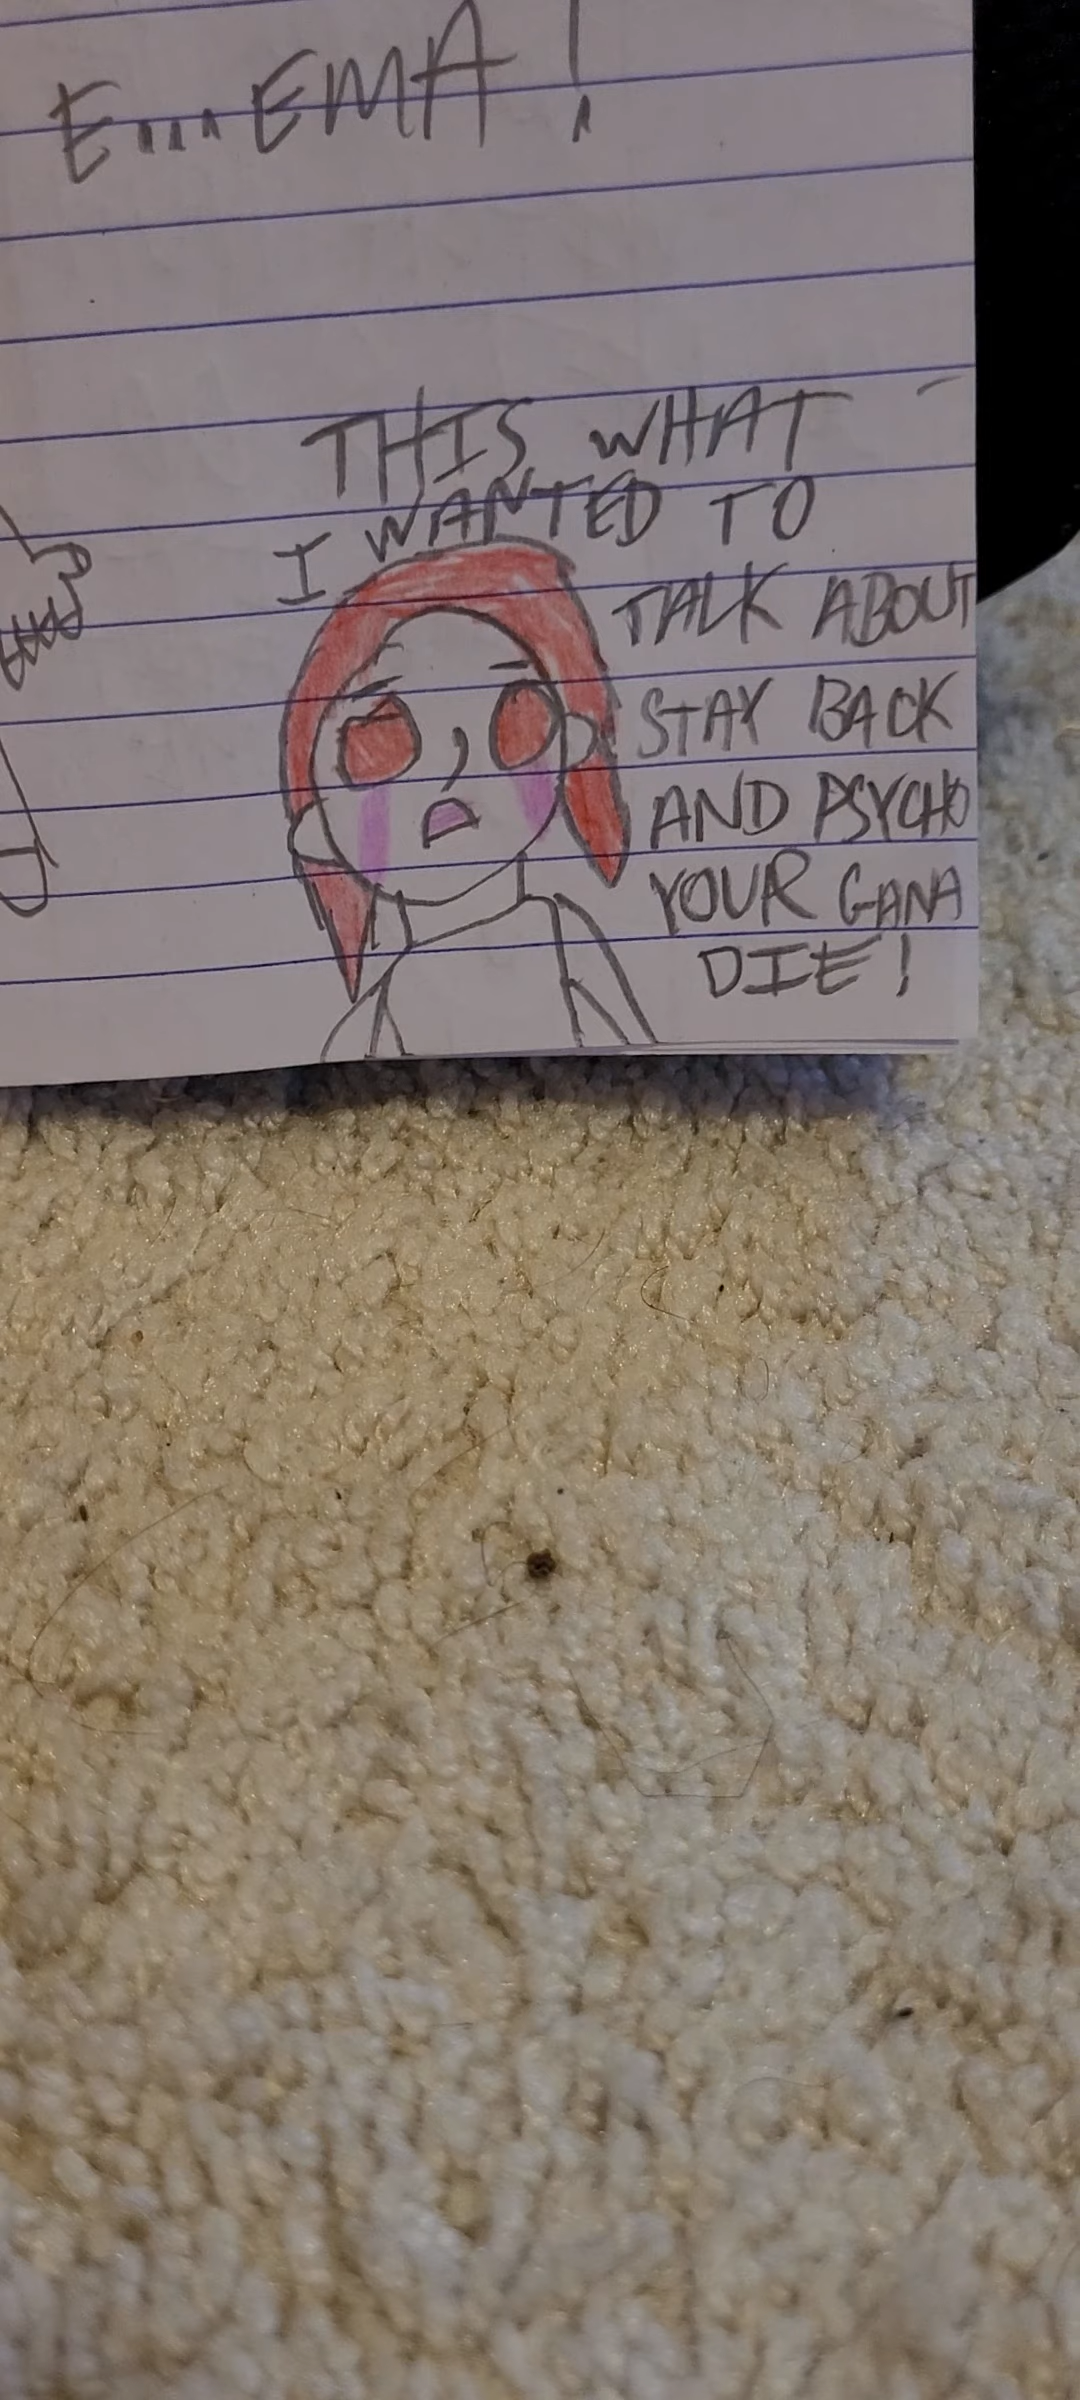 E...EMA!
THIS WHAT
I WANTED TO
TALK ABOUT
STAY BACK
AND PSYCHO
YOUR GANA
DIE!